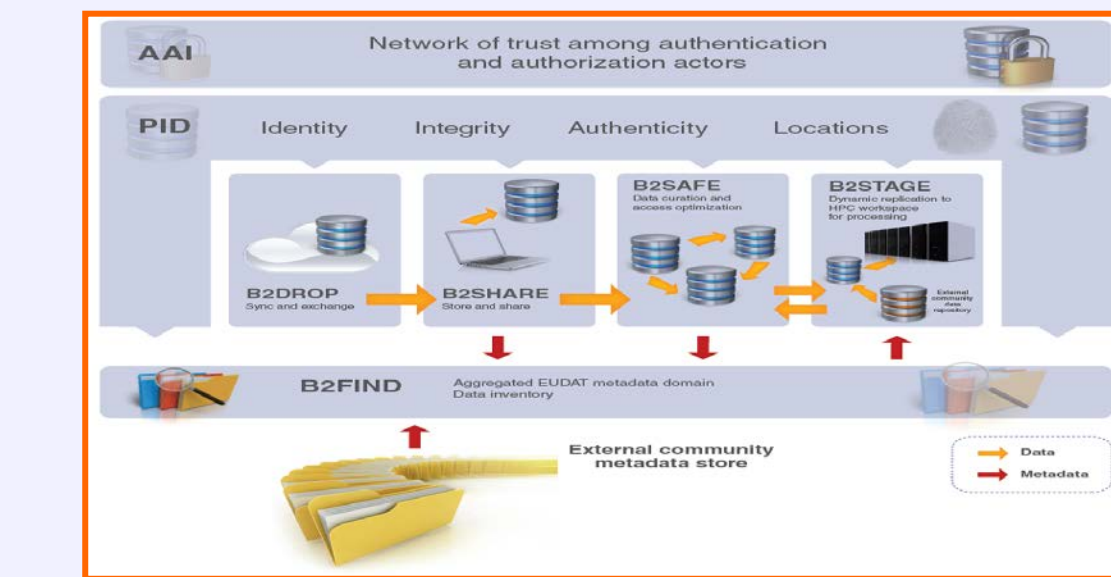 AAI
Network of trust among authentication
and authorization actors
PID
Identity
Integrity
Authenticity
Locations
B2DROP
Sync and exchange
B2SHARE
Store and share
B2SAFE
Data curation and
access optimization
B2STAGE
Dynamic replication to
HPC workspace
for processing
External
community
data
repository
B2FIND
Aggregated EUDAT metadata domain
Data inventory
External community
metadata store
Data
Metadata